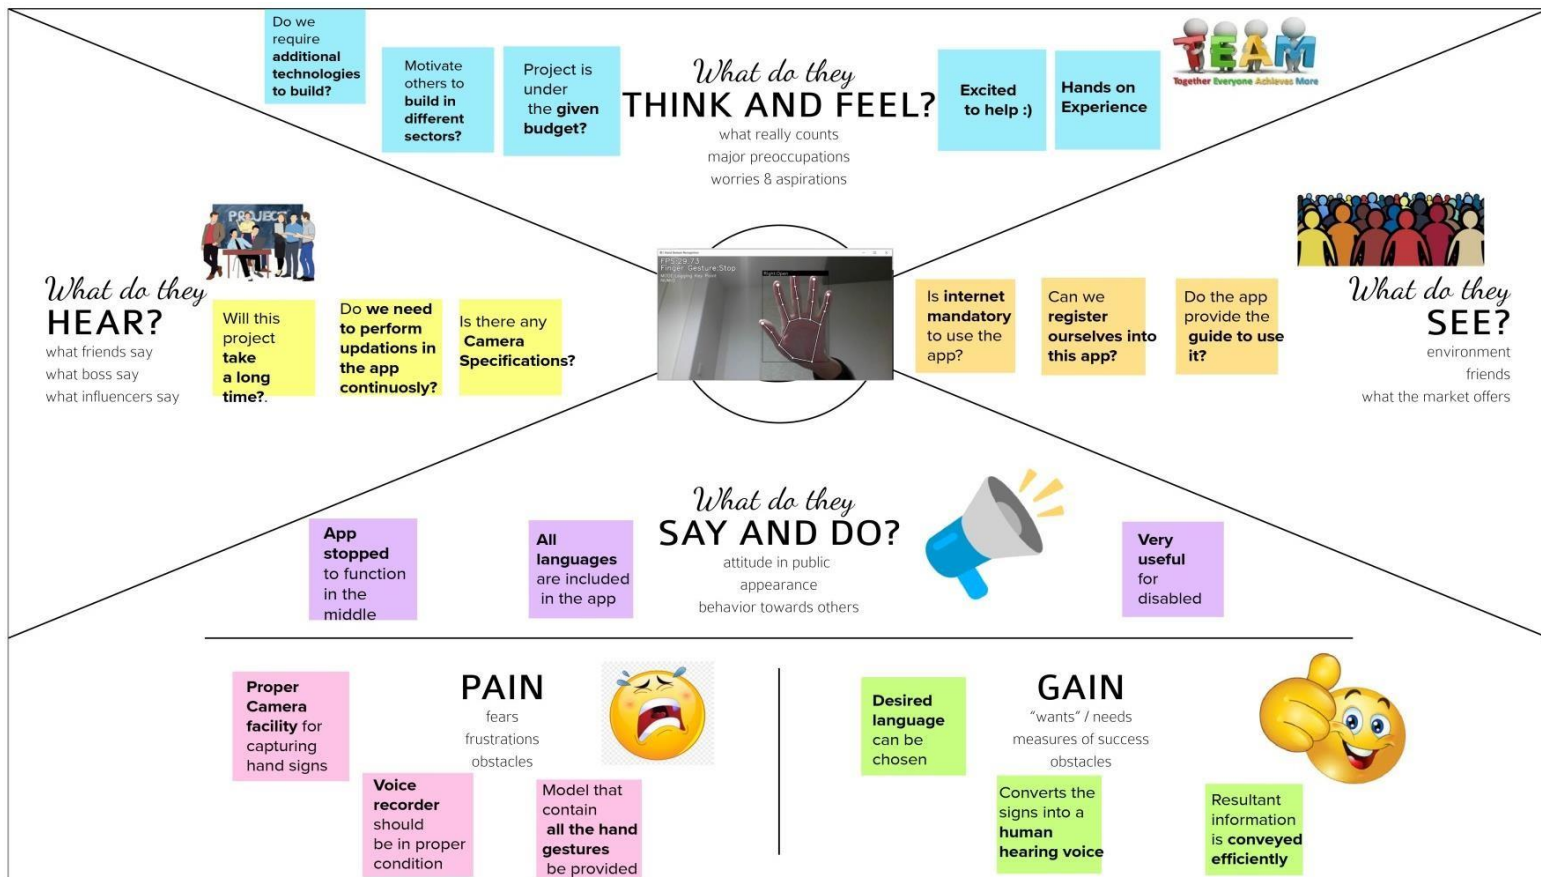 Do we
require
additional
technologies
to build?
Motivate
others to
build in
different
sectors?
Project is
under
the given
budget?
What do they
THINK AND FEEL?
what really counts
major preoccupations
worries & aspirations
Excited
to help :)
Hands on
Experience
TEAM
Together Everyone Achieves More
PROJECT
What do they
HEAR?
what friends say
what boss say
what influencers say
Will this
project
take
a long
time?.
Do we need
to perform
updations in
the app
continuosly?
Is there any
Camera
Specifications?
FPS:29.73
Finger Gesture:Stop
Right:Open
Is internet
mandatory
to use the
app?
Can we
register
ourselves into
this app?
Do the app
provide the
guide to use
it?
What do they
SEE?
environment
friends
what the market offers
App
stopped
to function
in the
middle
All
languages
are included
in the app
What do they
SAY AND DO?
attitude in public
appearance
behavior towards others
Very
useful
for
disabled
Proper
Camera
facility for
capturing
hand signs
PAIN
fears
frustrations
obstacles
Voice
recorder
should
be in proper
condition
Model that
contain
all the hand
gestures
be provided
Desired
language
can be
chosen
GAIN
"wants" / needs
measures of success
obstacles
Converts the
signs into a
human
hearing voice
Resultant
information
is conveyed
efficiently